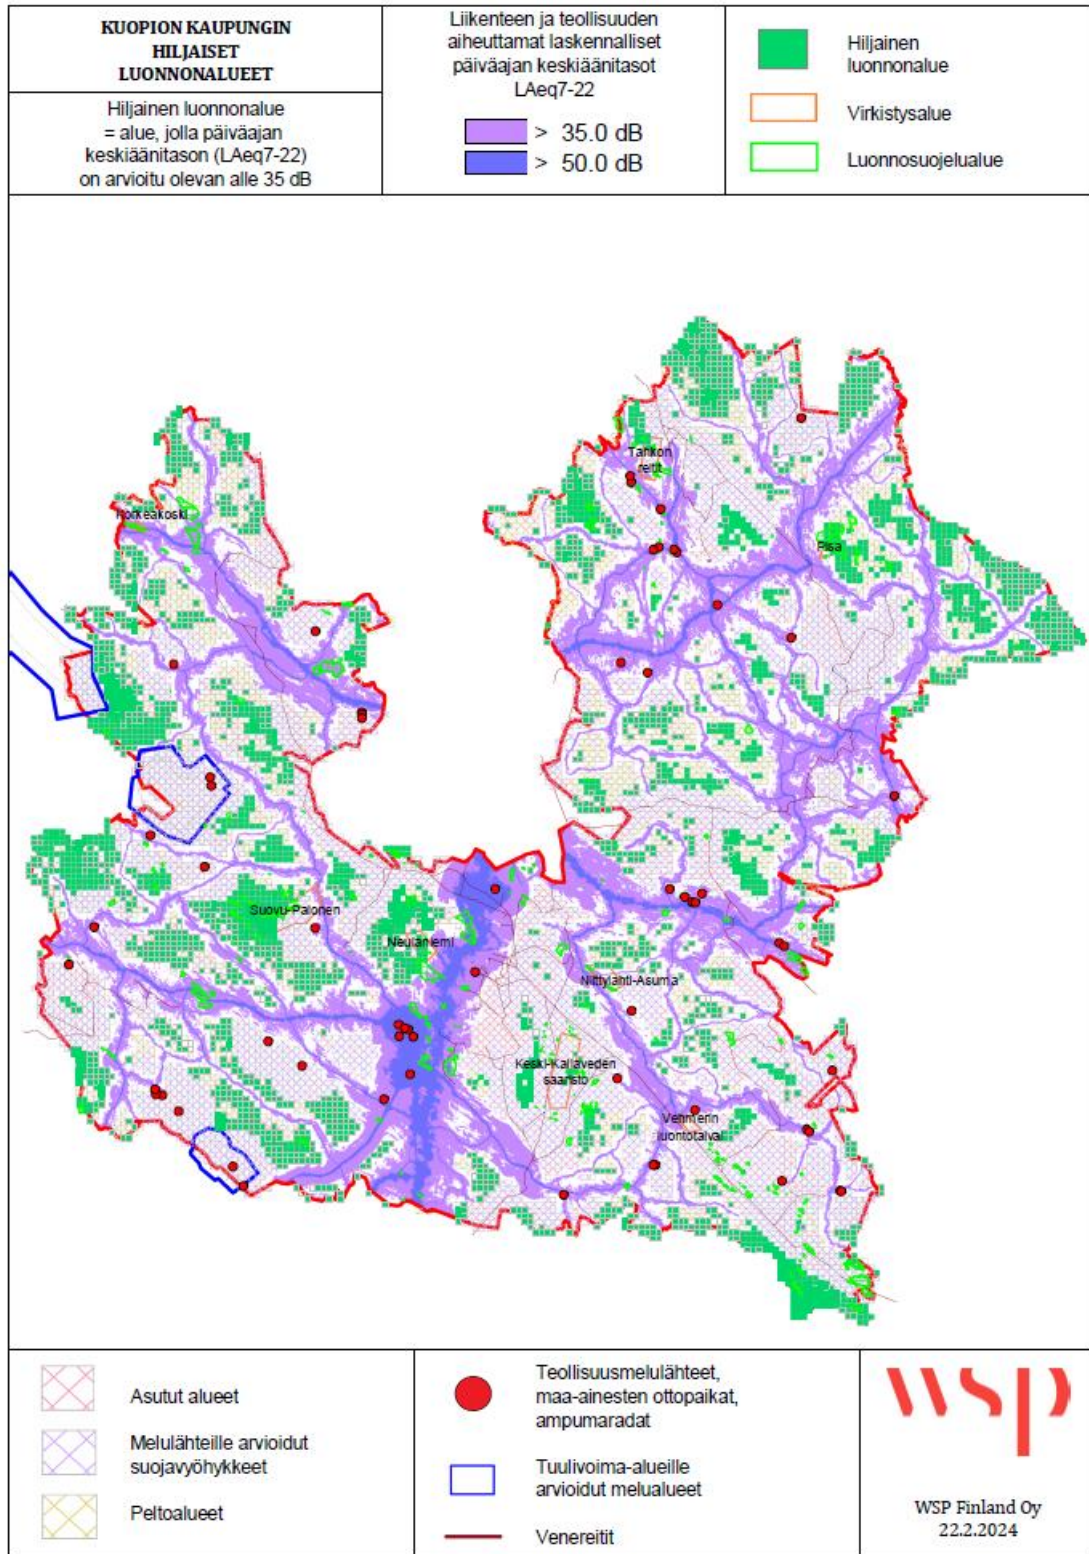 KUOPION KAUPUNGIN
HILJAISET
LUONNONALUEET
Hiljainen luonnonalue
= alue, jolla päiväajan
keskiäänitason (LAeq7-22)
on arvioitu olevan alle 35 dB
Liikenteen ja teollisuuden
aiheuttamat laskennalliset
päiväajan keskiäänitasot
LAeq7-22
> 35.0 dB
> 50.0 dB
Hiljainen
luonnonalue
Virkistysalue
Luonnosuojelualue
Tahkon
reitit
Korkeakoski
Pisa
Suovu-Palonen
Neulaniemi
Niittylahti-Asuma
Keski-Kallaveden
saaristo
Vehmerin
luontotaival
Asutut alueet
Melulähteille arvioidut
suojavyöhykkeet
Peltoalueet
Teollisuusmelulähteet,
maa-ainesten ottopaikat,
ampumaradat
Tuulivoima-alueille
arvioidut melualueet
Venereitit
wsp
WSP Finland Oy
22.2.2024